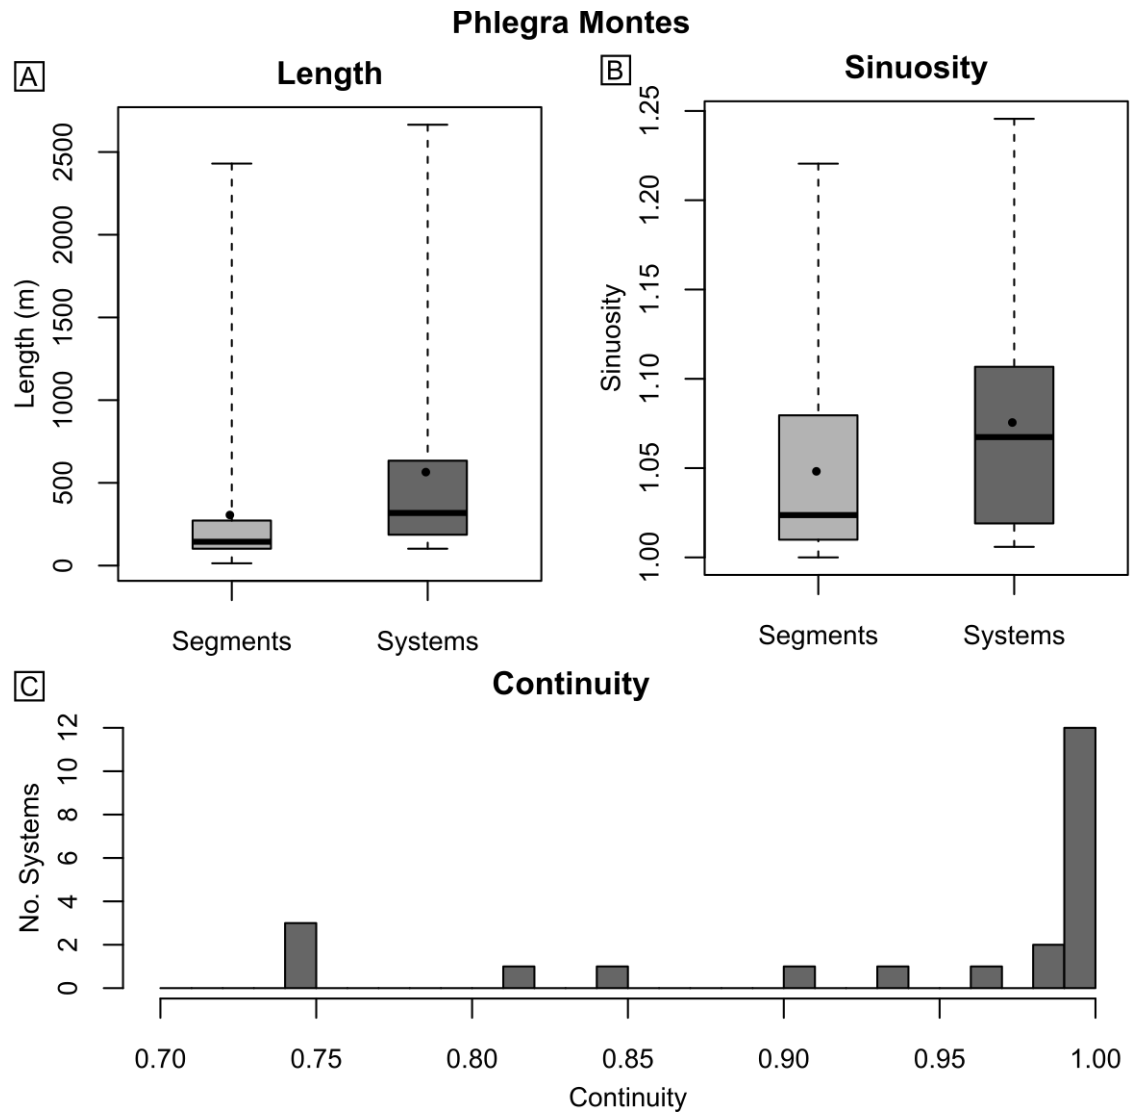 Phlegra Montes
A
Length
2500
2000
1500
1000
500
0
Length (m)
Segments Systems
B
Sinuosity
1.25
1.20
1.15
1.10
1.05
1.00
Sinuosity
Segments Systems
C
Continuity
12
10
8
6
4
2
0
No. Systems
0.70 0.75 0.80 0.85 0.90 0.95 1.00
Continuity